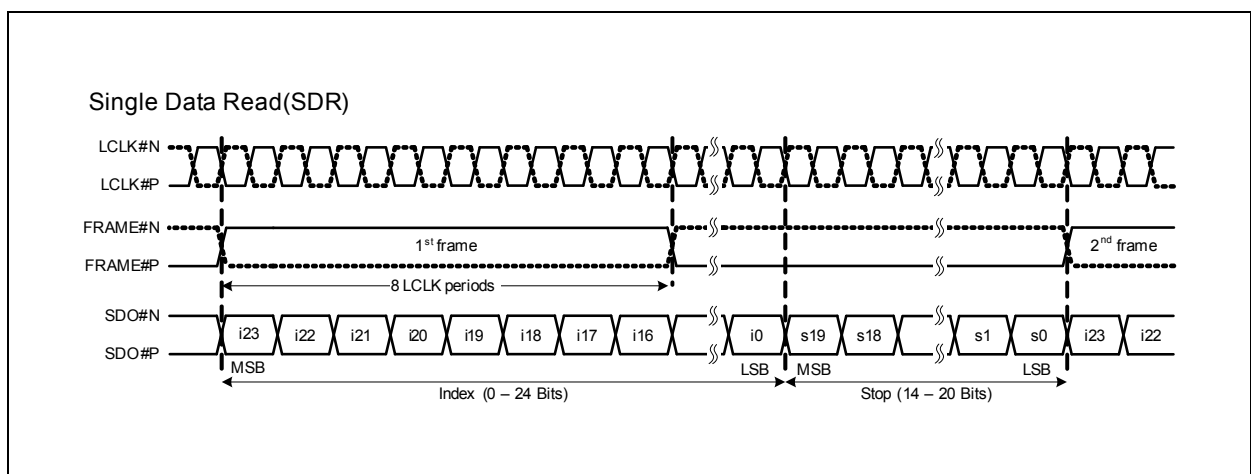 Single Data Read(SDR)
LCLK#N
LCLK#P
FRAME#N
1st frame
2nd frame
FRAME#P
8 LCLK periods
SDO#N
i23 i22 i21 i20 i19 i18 i17 i16 i0 s19 s18 s1 s0 i23 i22
SDO#P
MSB LSB MSB LSB
Index (0 – 24 Bits) Stop (14 – 20 Bits)